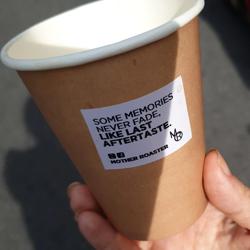 SOME MEMORIES
NEVER FADE,
LIKE LAST
AFTERTASTE.
MOTHER ROASTER